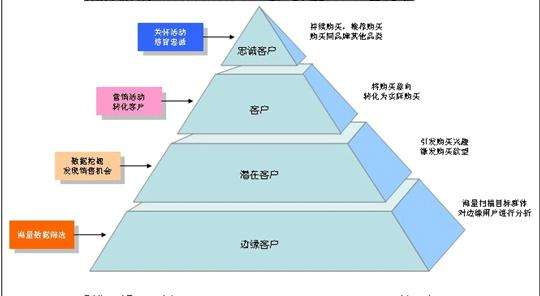 关怀活动
培育忠诚
忠诚客户
持续购买，推荐购买
购买同品牌其他品类
营销活动
转化客户
客户
将购买意向
转化为实际购买
数据挖掘
发现销售机会
潜在客户
引发购买兴趣
激发购买欲望
海量数据筛选
边缘客户
海量扫描目标群体
对边缘用户进行分析